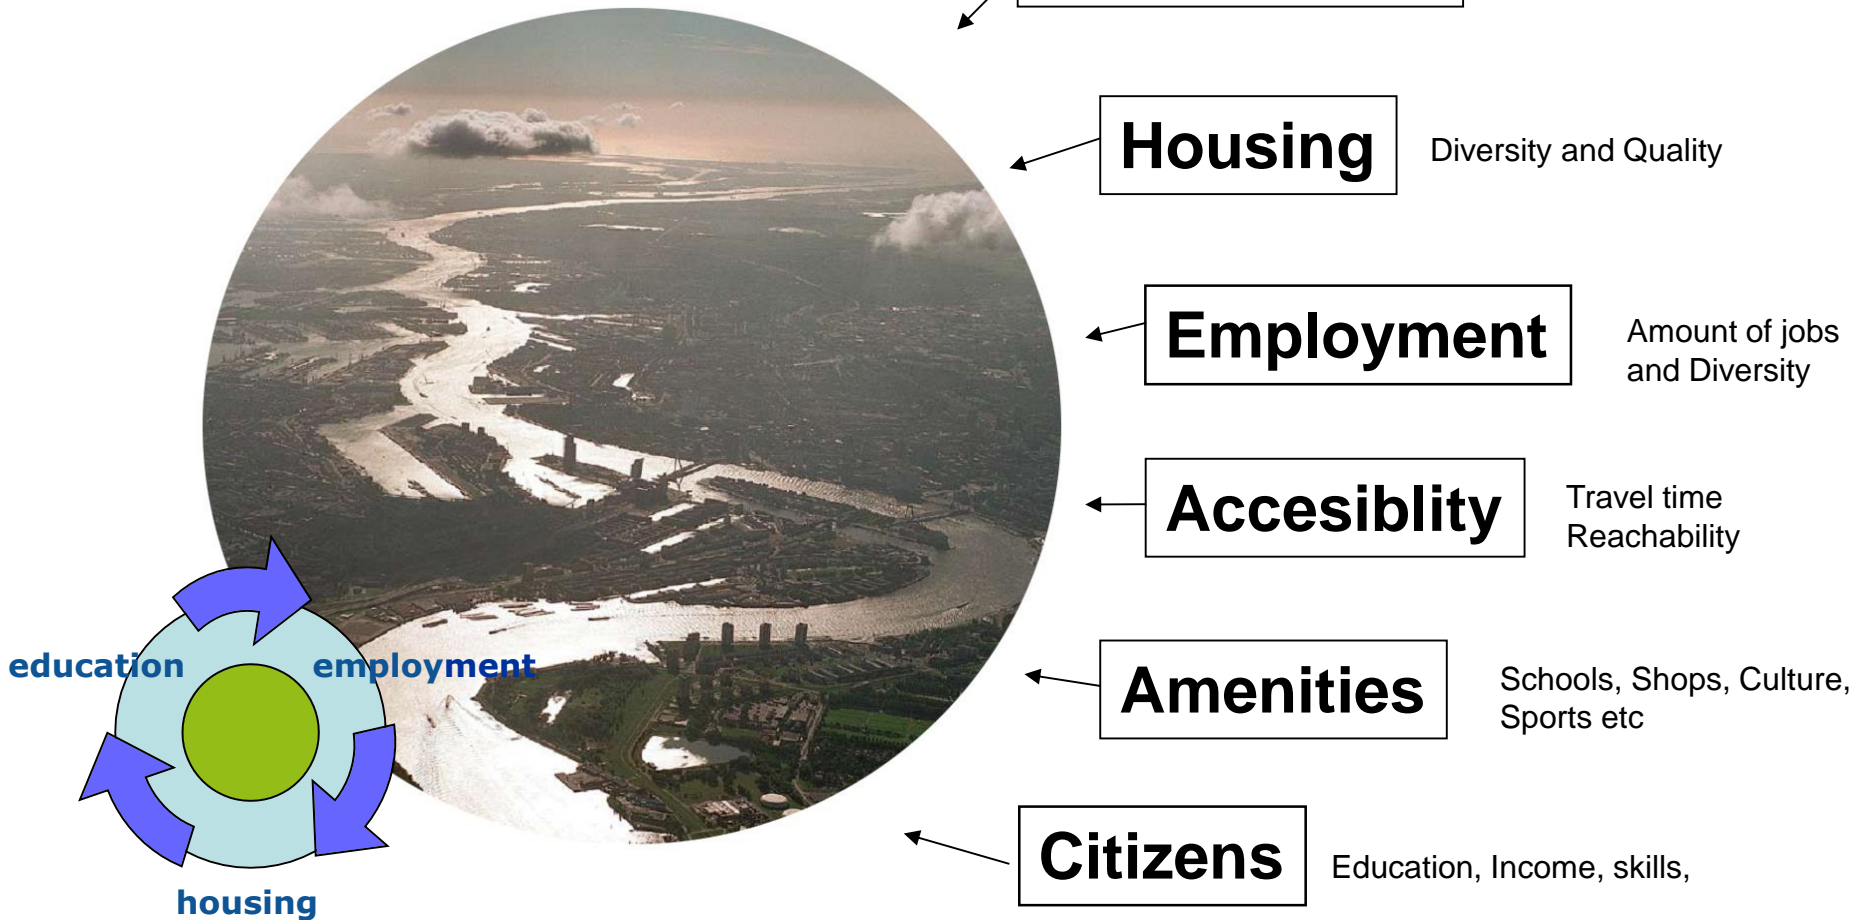 Housing
Diversity and Quality
Employment
Amount of jobs
and Diversity
Accesiblity
Travel time
Reachability
education
employment
Amenities
Schools, Shops, Culture,
Sports etc
Citizens
Education, Income, skills,
housing